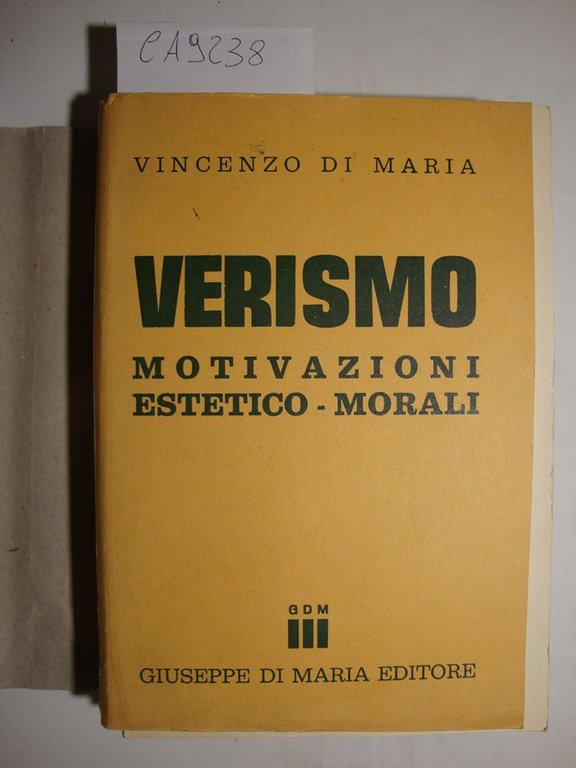 CA9238
VINCENZO DI MARIA
VERISMO
MOTIVAZIONI
ESTETICO - MORALI
GDM
GIUSEPPE DI MARIA EDITORE